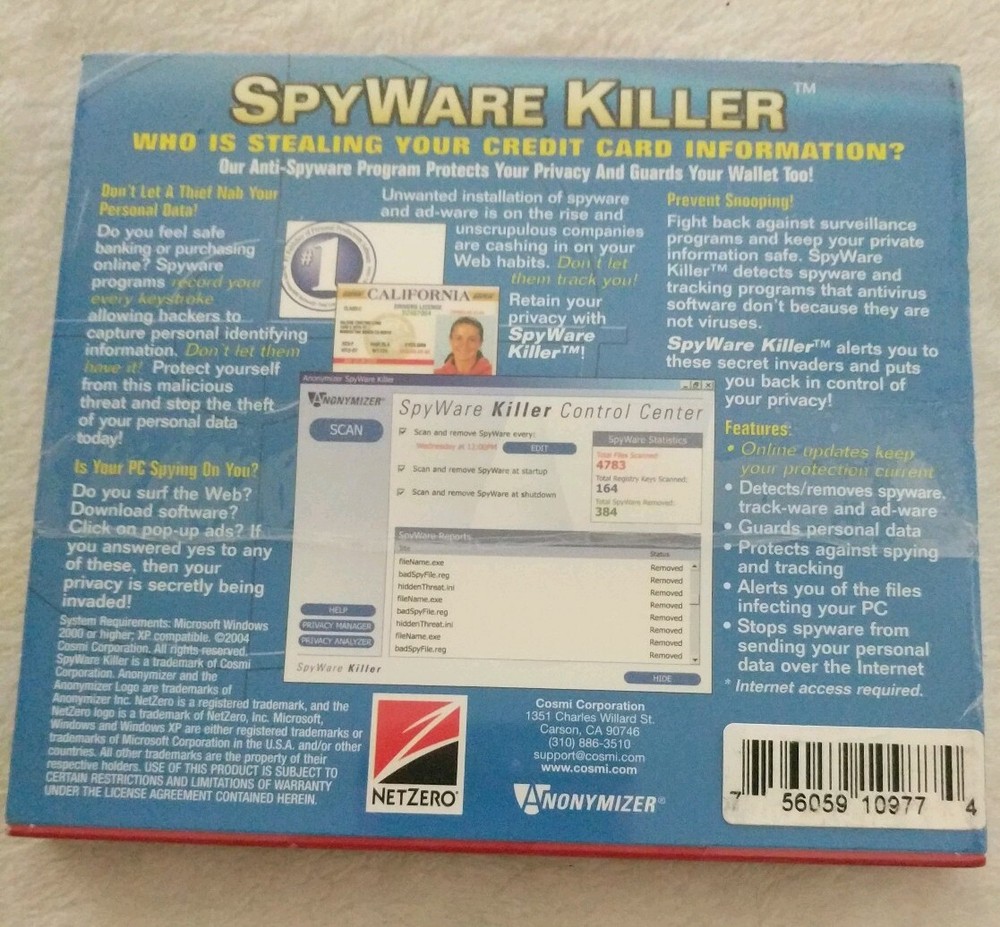 SPYWARE KILLER™
WHO IS STEALING YOUR CREDIT CARD INFORMATION?
Our Anti-Spyware Program Protects Your Privacy And Guards Your Wallet Too!
Don't Let A Thief Nab Your
Personal Data!
Do you feel safe
banking or purchasing
online? Spyware
programs record your
every keystroke
allowing hackers to
capture personal identifying
information. Don't let them
have it! Protect yourself
from this malicious
threat and stop the theft
of your personal data
today!
Is Your PC Spying On You?
Do you surf the Web?
Download software?
Click on pop-up ads? If
you answered yes to any
of these, then your
privacy is secretly being
invaded!
System Requirements: Microsoft Windows
2000 or higher; XP compatible. ©2004
Cosmi Corporation. All rights reserved.
SpyWare Killer is a trademark of Cosmi
Corporation. Anonymizer and the
Anonymizer Logo are trademarks of
Anonymizer Inc. NetZero is a registered trademark, and the
NetZero logo is a trademark of NetZero, Inc. Microsoft,
Windows and Windows XP are either registered trademarks or
trademarks of Microsoft Corporation in the U.S.A. and/or other
countries. All other trademarks are the property of their
respective holders. USE OF THIS PRODUCT IS SUBJECT TO
CERTAIN RESTRICTIONS AND LIMITATIONS OF WARRANTY
UNDER THE LICENSE AGREEMENT CONTAINED HEREIN.
Unwanted installation of spyware
and ad-ware is on the rise and
unscrupulous companies
are cashing in on your
Web habits. Don't let
them track you!
Retain your
privacy with
SpyWare
Killer™!
#1
CALIFORNIA
Anonymizer SpyWare Killer
ANONYMIZER®
SCAN
SpyWare Killer Control Center
Scan and remove SpyWare every:
Wednesday at 12:00PM
EDIT
Scan and remove SpyWare at startup
Scan and remove SpyWare at shutdown
SpyWare Statistics
Total Files Scanned:
4783
Total Registry Keys Scanned:
164
Total SpyWare Removed:
384
SpyWare Reports
Title Status
fileName.exe Removed
badSpyFile.reg Removed
hiddenThreat.ini Removed
fileName.exe Removed
badSpyFile.reg Removed
hiddenThreat.ini Removed
fileName.exe Removed
badSpyFile.reg Removed
HELP
PRIVACY MANAGER
PRIVACY ANALYZER
SpyWare Killer
HIDE
Prevent Snooping!
Fight back against surveillance
programs and keep your private
information safe. SpyWare
Killer™ detects spyware and
tracking programs that antivirus
software don't because they are
not viruses.
SpyWare Killer™ alerts you to
these secret invaders and puts
you back in control of
your privacy!
Features:
• Online updates keep
your protection current
• Detects/removes spyware,
track-ware and ad-ware
• Guards personal data
• Protects against spying
and tracking
• Alerts you of the files
infecting your PC
• Stops spyware from
sending your personal
data over the Internet
* Internet access required.
NETZERO®
Cosmi Corporation
1351 Charles Willard St.
Carson, CA 90746
(310) 886-3510
support@cosmi.com
www.cosmi.com
ANONYMIZER®
7 56059 10977 4